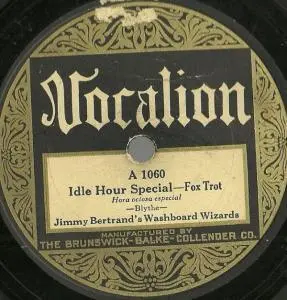 Vocalion
A 1060
Idle Hour Special—Fox Trot
Hora ociosa especial
—Blythe—
Jimmy Bertrand's Washboard Wizards
MANUFACTURED BY
THE BRUNSWICK-BALKE-COLLENDER CO.